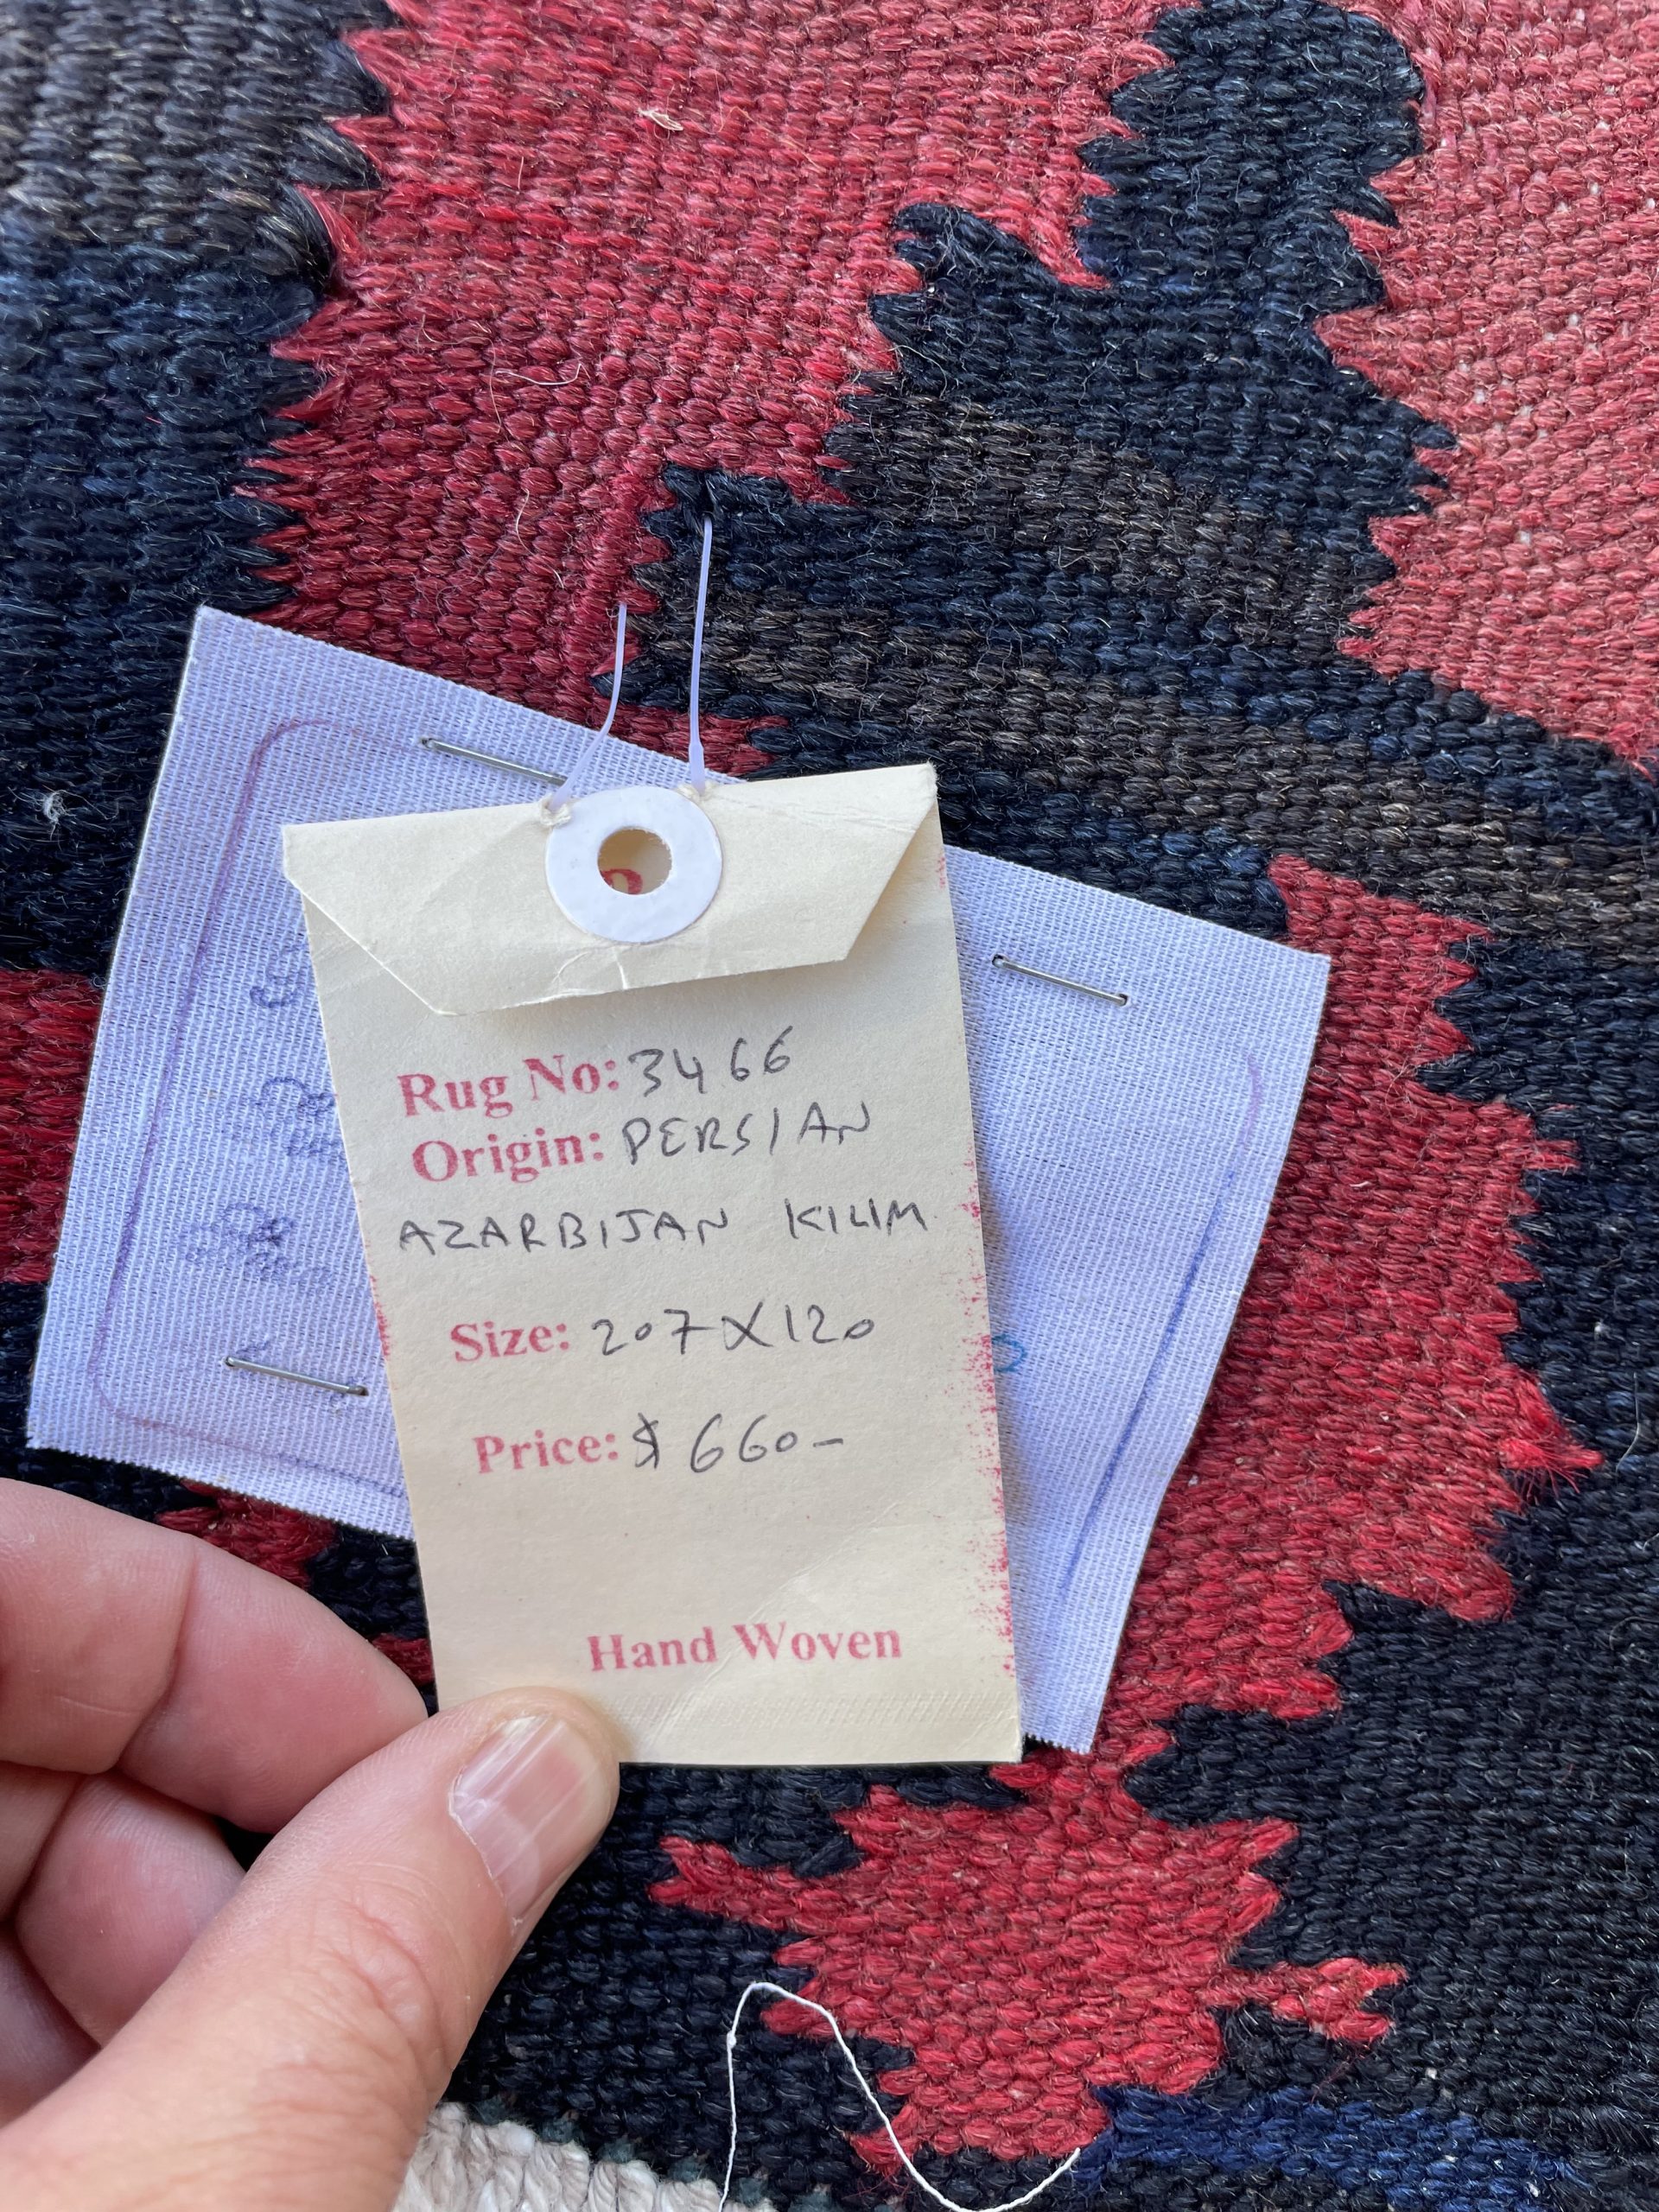 Rug No: 3466
Origin: PERSIAN
AZARBIJAN KILIM
Size: 207X120
Price: $ 660-
Hand Woven